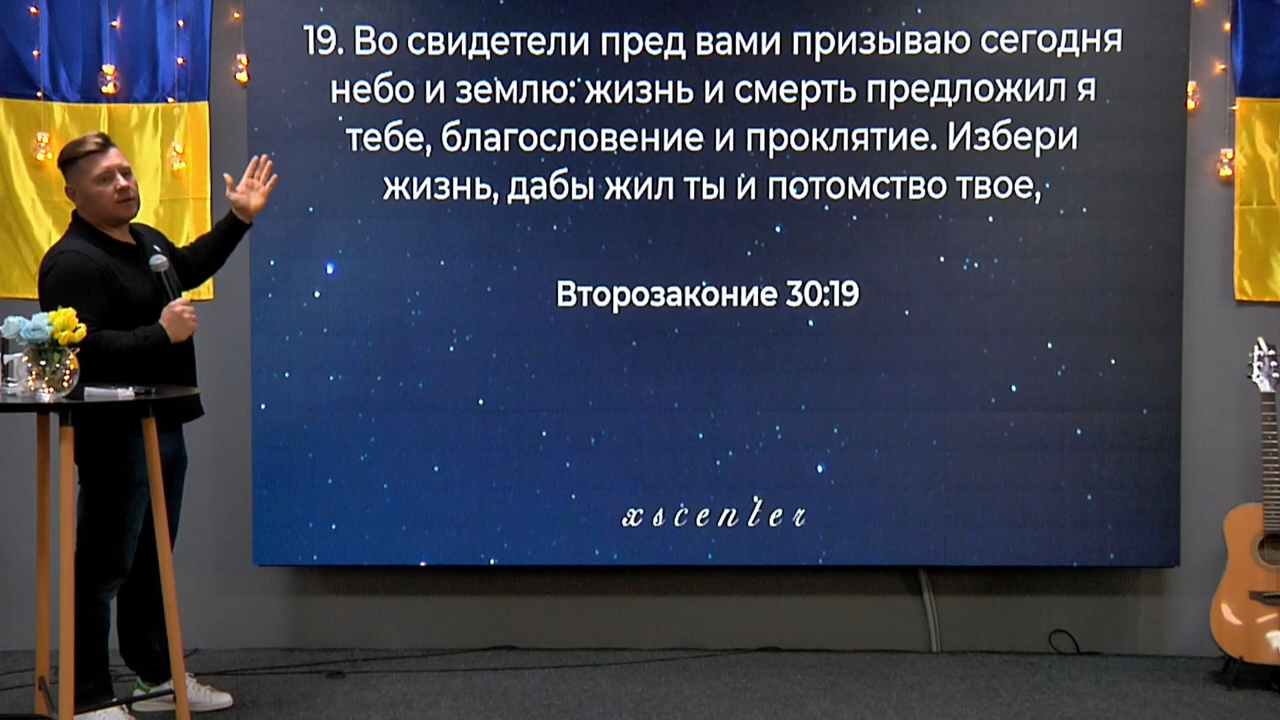 19. Во свидетели пред вами призываю сегодня
небо и землю: жизнь и смерть предложил я
тебе, благословение и проклятие. Избери
жизнь, дабы жил ты и потомство твое,
Второзаконие 30:19
xscenter